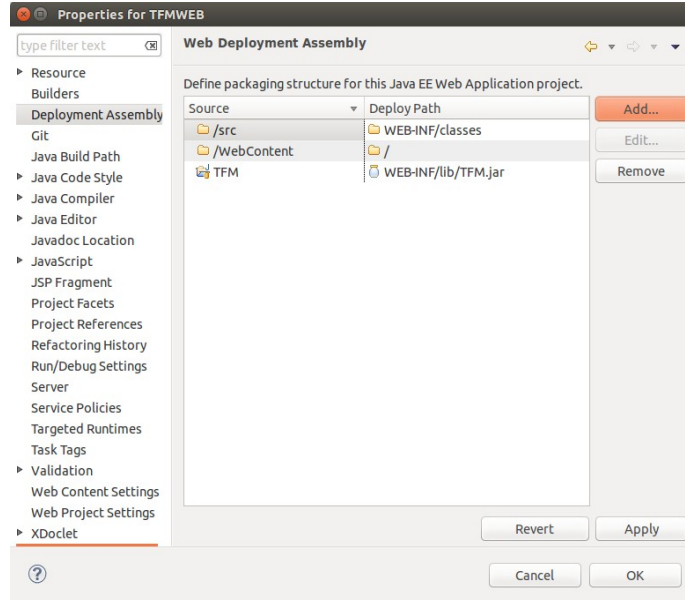 Properties for TFMWEB
type filter text
Resource
Builders
Deployment Assembly
Git
Java Build Path
Java Code Style
Java Compiler
Java Editor
Javadoc Location
JavaScript
JSP Fragment
Project Facets
Project References
Refactoring History
Run/Debug Settings
Server
Service Policies
Targeted Runtimes
Task Tags
Validation
Web Content Settings
Web Project Settings
XDoclet
Web Deployment Assembly
Define packaging structure for this Java EE Web Application project.
Source Deploy Path
/src WEB-INF/classes
/WebContent /
TFM WEB-INF/lib/TFM.jar
Add...
Edit...
Remove
Revert Apply
Cancel OK